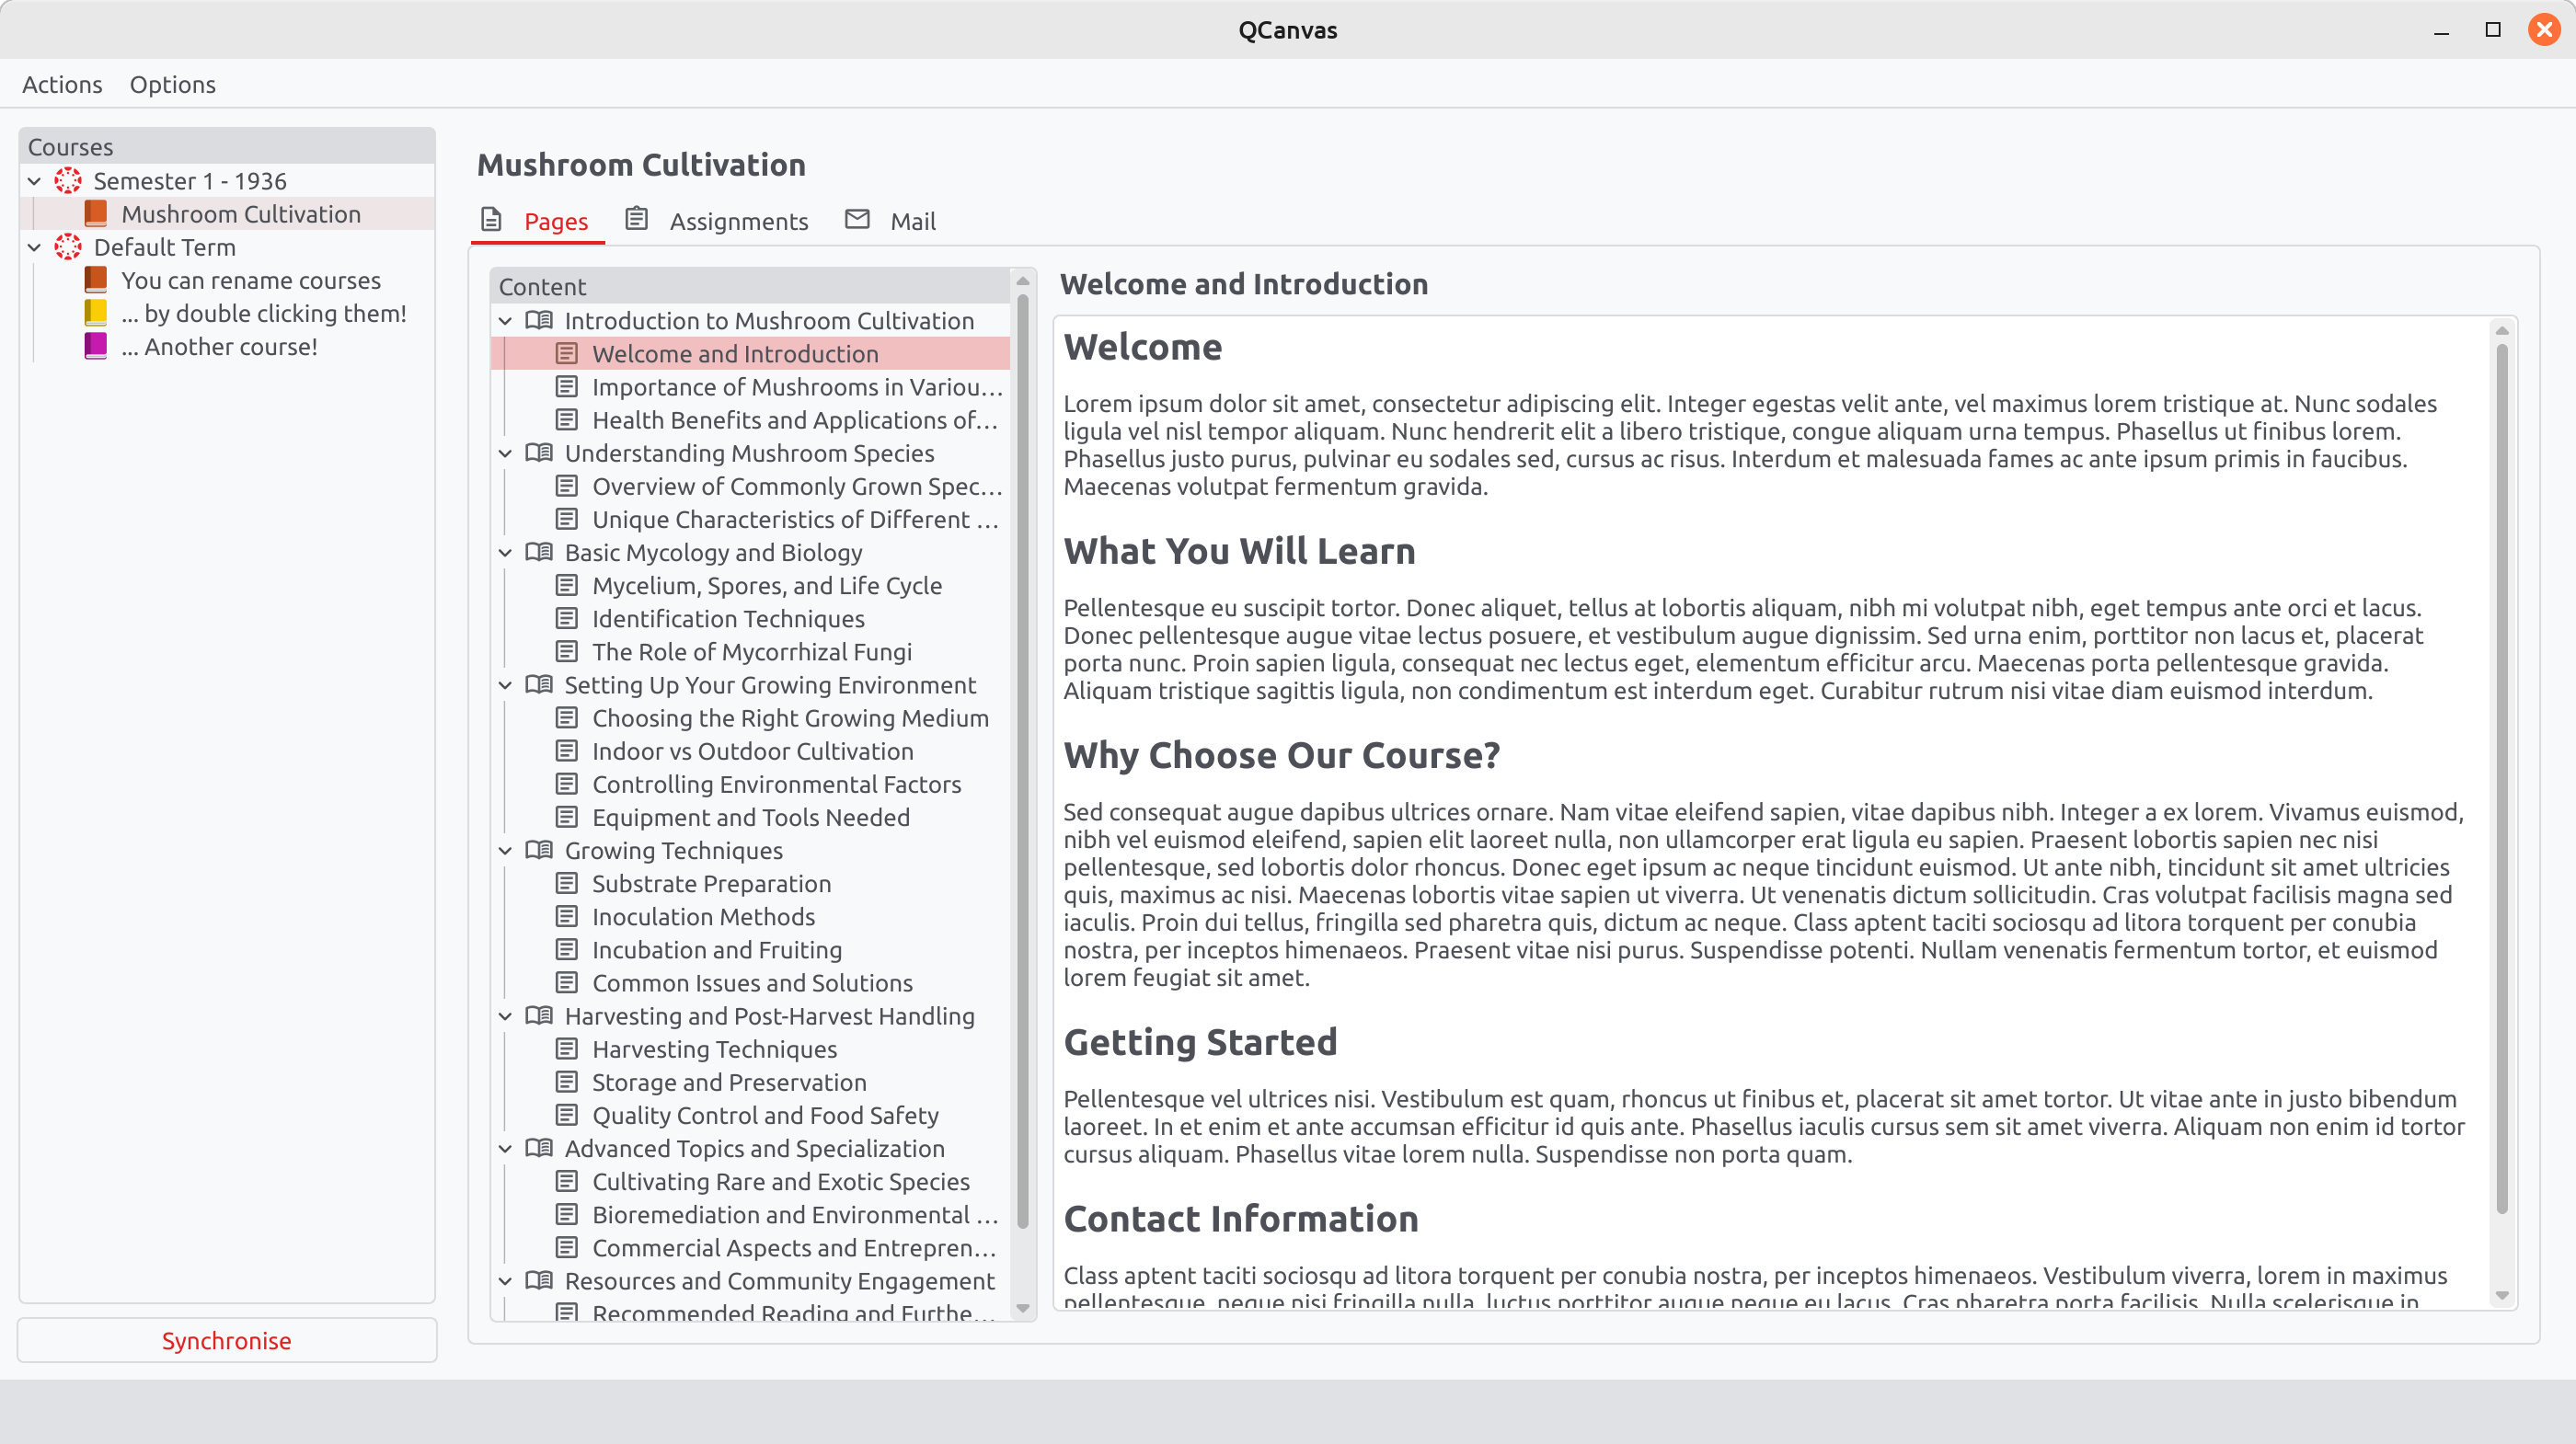 QCanvas
Actions Options
Courses
Semester 1 - 1936
Mushroom Cultivation
Default Term
You can rename courses
... by double clicking them!
... Another course!
Synchronise
Mushroom Cultivation
Pages Assignments Mail
Content
Introduction to Mushroom Cultivation
Welcome and Introduction
Importance of Mushrooms in Variou...
Health Benefits and Applications of...
Understanding Mushroom Species
Overview of Commonly Grown Spec...
Unique Characteristics of Different ...
Basic Mycology and Biology
Mycelium, Spores, and Life Cycle
Identification Techniques
The Role of Mycorrhizal Fungi
Setting Up Your Growing Environment
Choosing the Right Growing Medium
Indoor vs Outdoor Cultivation
Controlling Environmental Factors
Equipment and Tools Needed
Growing Techniques
Substrate Preparation
Inoculation Methods
Incubation and Fruiting
Common Issues and Solutions
Harvesting and Post-Harvest Handling
Harvesting Techniques
Storage and Preservation
Quality Control and Food Safety
Advanced Topics and Specialization
Cultivating Rare and Exotic Species
Bioremediation and Environmental ...
Commercial Aspects and Entrepren...
Resources and Community Engagement
Recommended Reading and Furthe...
Welcome and Introduction
Welcome
Lorem ipsum dolor sit amet, consectetur adipiscing elit. Integer egestas velit ante, vel maximus lorem tristique at. Nunc sodales
ligula vel nisl tempor aliquam. Nunc hendrerit elit a libero tristique, congue aliquam urna tempus. Phasellus ut finibus lorem.
Phasellus justo purus, pulvinar eu sodales sed, cursus ac risus. Interdum et malesuada fames ac ante ipsum primis in faucibus.
Maecenas volutpat fermentum gravida.
What You Will Learn
Pellentesque eu suscipit tortor. Donec aliquet, tellus at lobortis aliquam, nibh mi volutpat nibh, eget tempus ante orci et lacus.
Donec pellentesque augue vitae lectus posuere, et vestibulum augue dignissim. Sed urna enim, porttitor non lacus et, placerat
porta nunc. Proin sapien ligula, consequat nec lectus eget, elementum efficitur arcu. Maecenas porta pellentesque gravida.
Aliquam tristique sagittis ligula, non condimentum est interdum eget. Curabitur rutrum nisi vitae diam euismod interdum.
Why Choose Our Course?
Sed consequat augue dapibus ultrices ornare. Nam vitae eleifend sapien, vitae dapibus nibh. Integer a ex lorem. Vivamus euismod,
nibh vel euismod eleifend, sapien elit laoreet nulla, non ullamcorper erat ligula eu sapien. Praesent lobortis sapien nec nisi
pellentesque, sed lobortis dolor rhoncus. Donec eget ipsum ac neque tincidunt euismod. Ut ante nibh, tincidunt sit amet ultricies
quis, maximus ac nisi. Maecenas lobortis vitae sapien ut viverra. Ut venenatis dictum sollicitudin. Cras volutpat facilisis magna sed
iaculis. Proin dui tellus, fringilla sed pharetra quis, dictum ac neque. Class aptent taciti sociosqu ad litora torquent per conubia
nostra, per inceptos himenaeos. Praesent vitae nisi purus. Suspendisse potenti. Nullam venenatis fermentum tortor, et euismod
lorem feugiat sit amet.
Getting Started
Pellentesque vel ultrices nisi. Vestibulum est quam, rhoncus ut finibus et, placerat sit amet tortor. Ut vitae ante in justo bibendum
laoreet. In et enim et ante accumsan efficitur id quis ante. Phasellus iaculis cursus sem sit amet viverra. Aliquam non enim id tortor
cursus aliquam. Phasellus vitae lorem nulla. Suspendisse non porta quam.
Contact Information
Class aptent taciti sociosqu ad litora torquent per conubia nostra, per inceptos himenaeos. Vestibulum viverra, lorem in maximus
pellentesque, neque nisi fringilla nulla, luctus porttitor augue neque eu lacus. Cras pharetra porta facilisis. Nulla scelerisque in